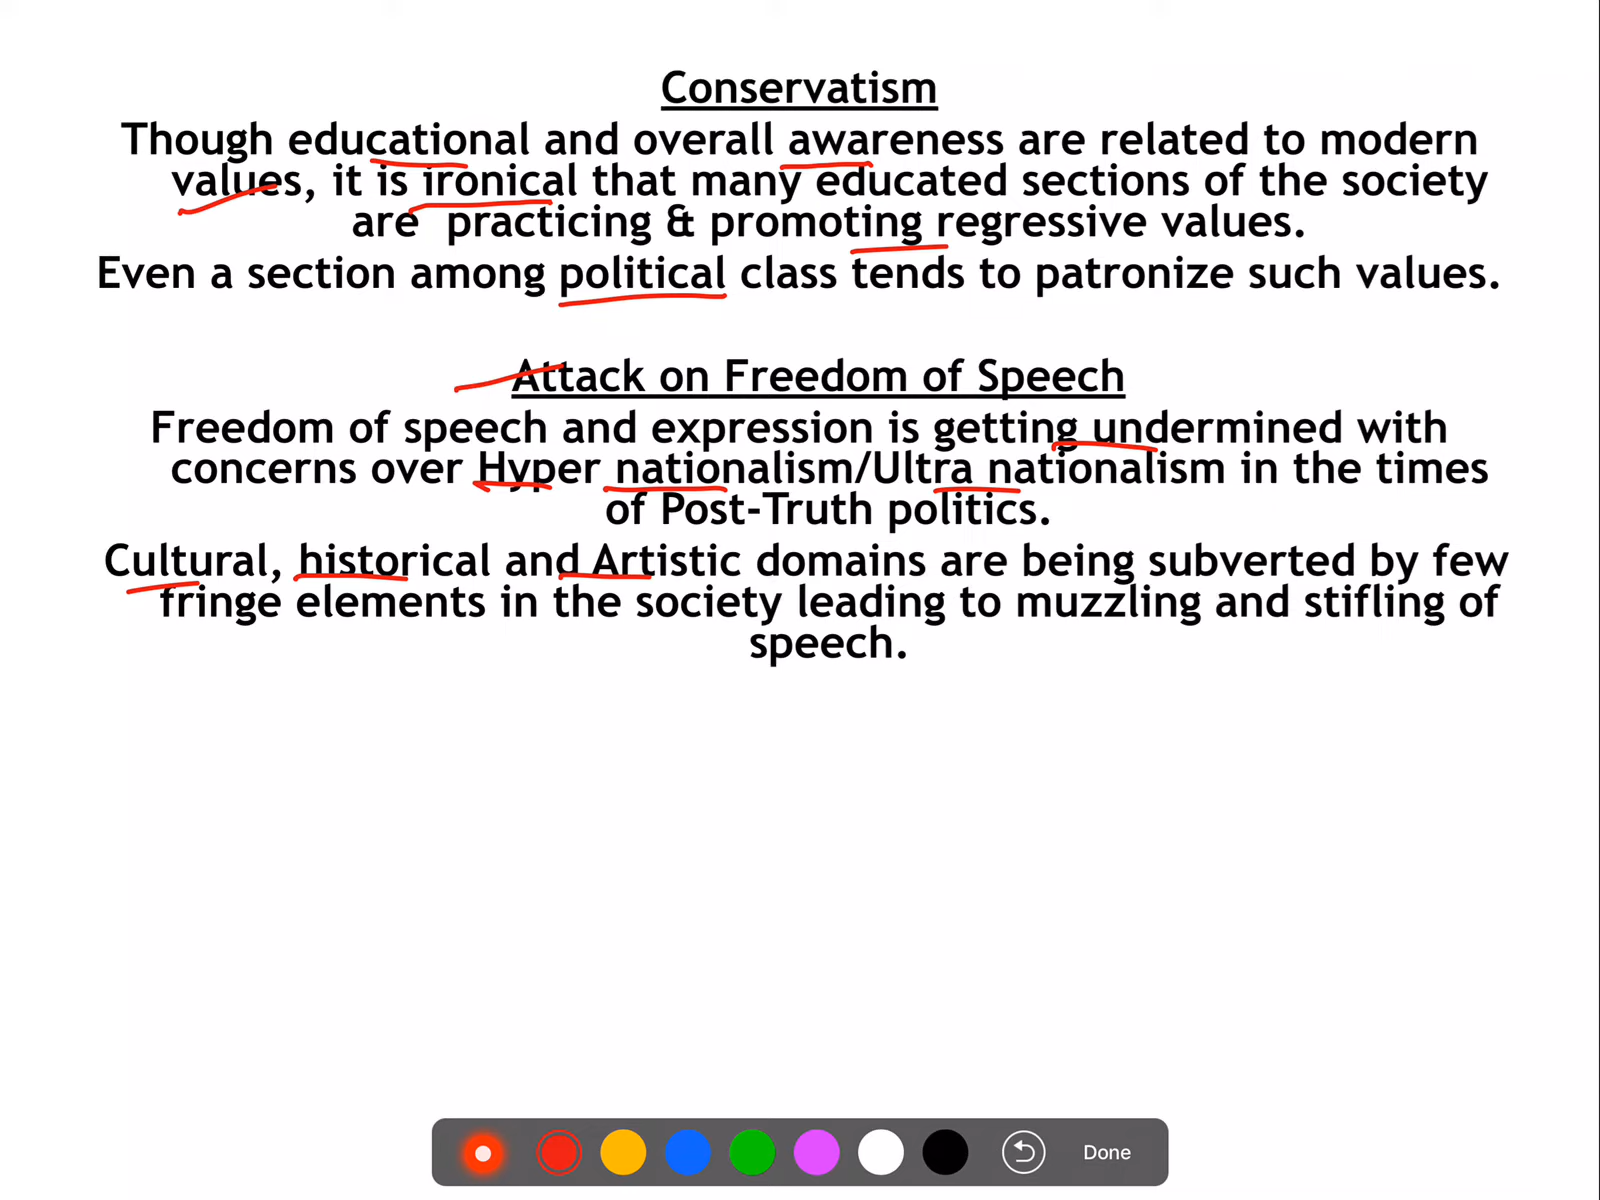 Conservatism
Though educational and overall awareness are related to modern
values, it is ironical that many educated sections of the society
are practicing & promoting regressive values.
Even a section among political class tends to patronize such values.
Attack on Freedom of Speech
Freedom of speech and expression is getting undermined with
concerns over Hyper nationalism/Ultra nationalism in the times
of Post-Truth politics.
Cultural, historical and Artistic domains are being subverted by few
fringe elements in the society leading to muzzling and stifling of
speech.
Done